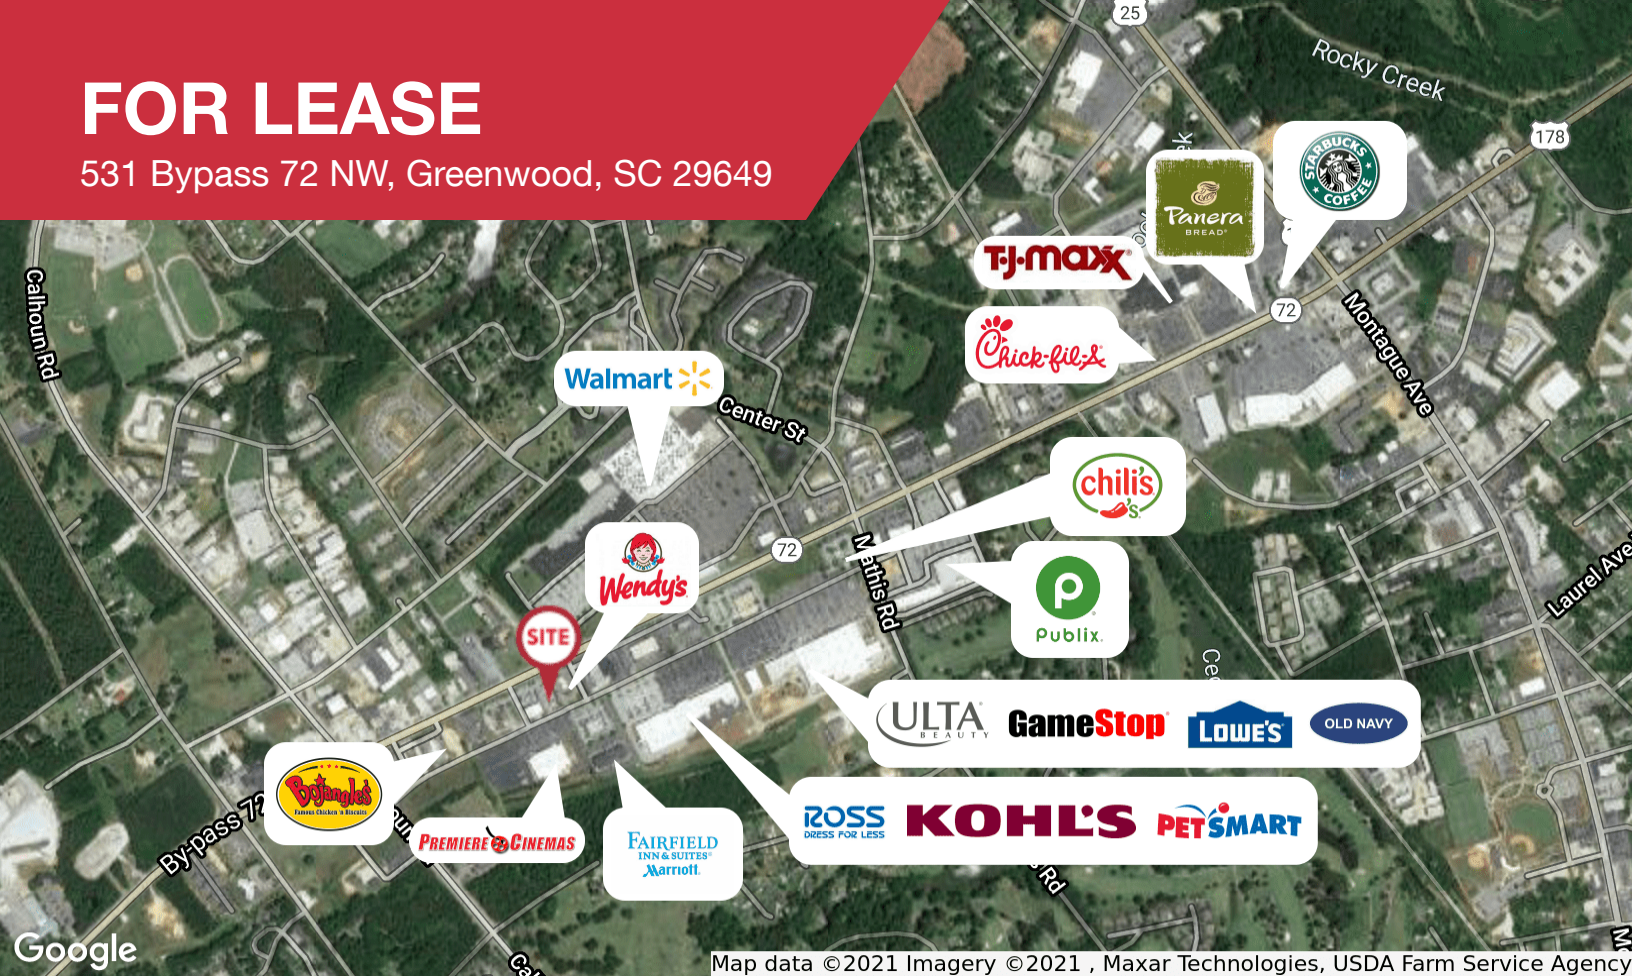 FOR LEASE
531 Bypass 72 NW, Greenwood, SC 29649
25
Rocky Creek
178
STARBUCKS
COFFEE
Panera
BREAD®
T·J·maxx®
Chick-fil-A®
72
Montague Ave
Calhoun Rd
Walmart
Center St
chili's
's.
72
Mathis Rd
Wendy's
SITE
Publix®
Laurel Ave
ULTA
BEAUTY
GameStop
LOWE'S
OLD NAVY
Bojangles'
Famous Chicken 'n Biscuits
By-pass 72
PREMIERE CINEMAS
FAIRFIELD
INN & SUITES®
Marriott
ROSS
DRESS FOR LESS
KOHL'S
PETSMART
Rd
Google
Map data ©2021 Imagery ©2021 , Maxar Technologies, USDA Farm Service Agency